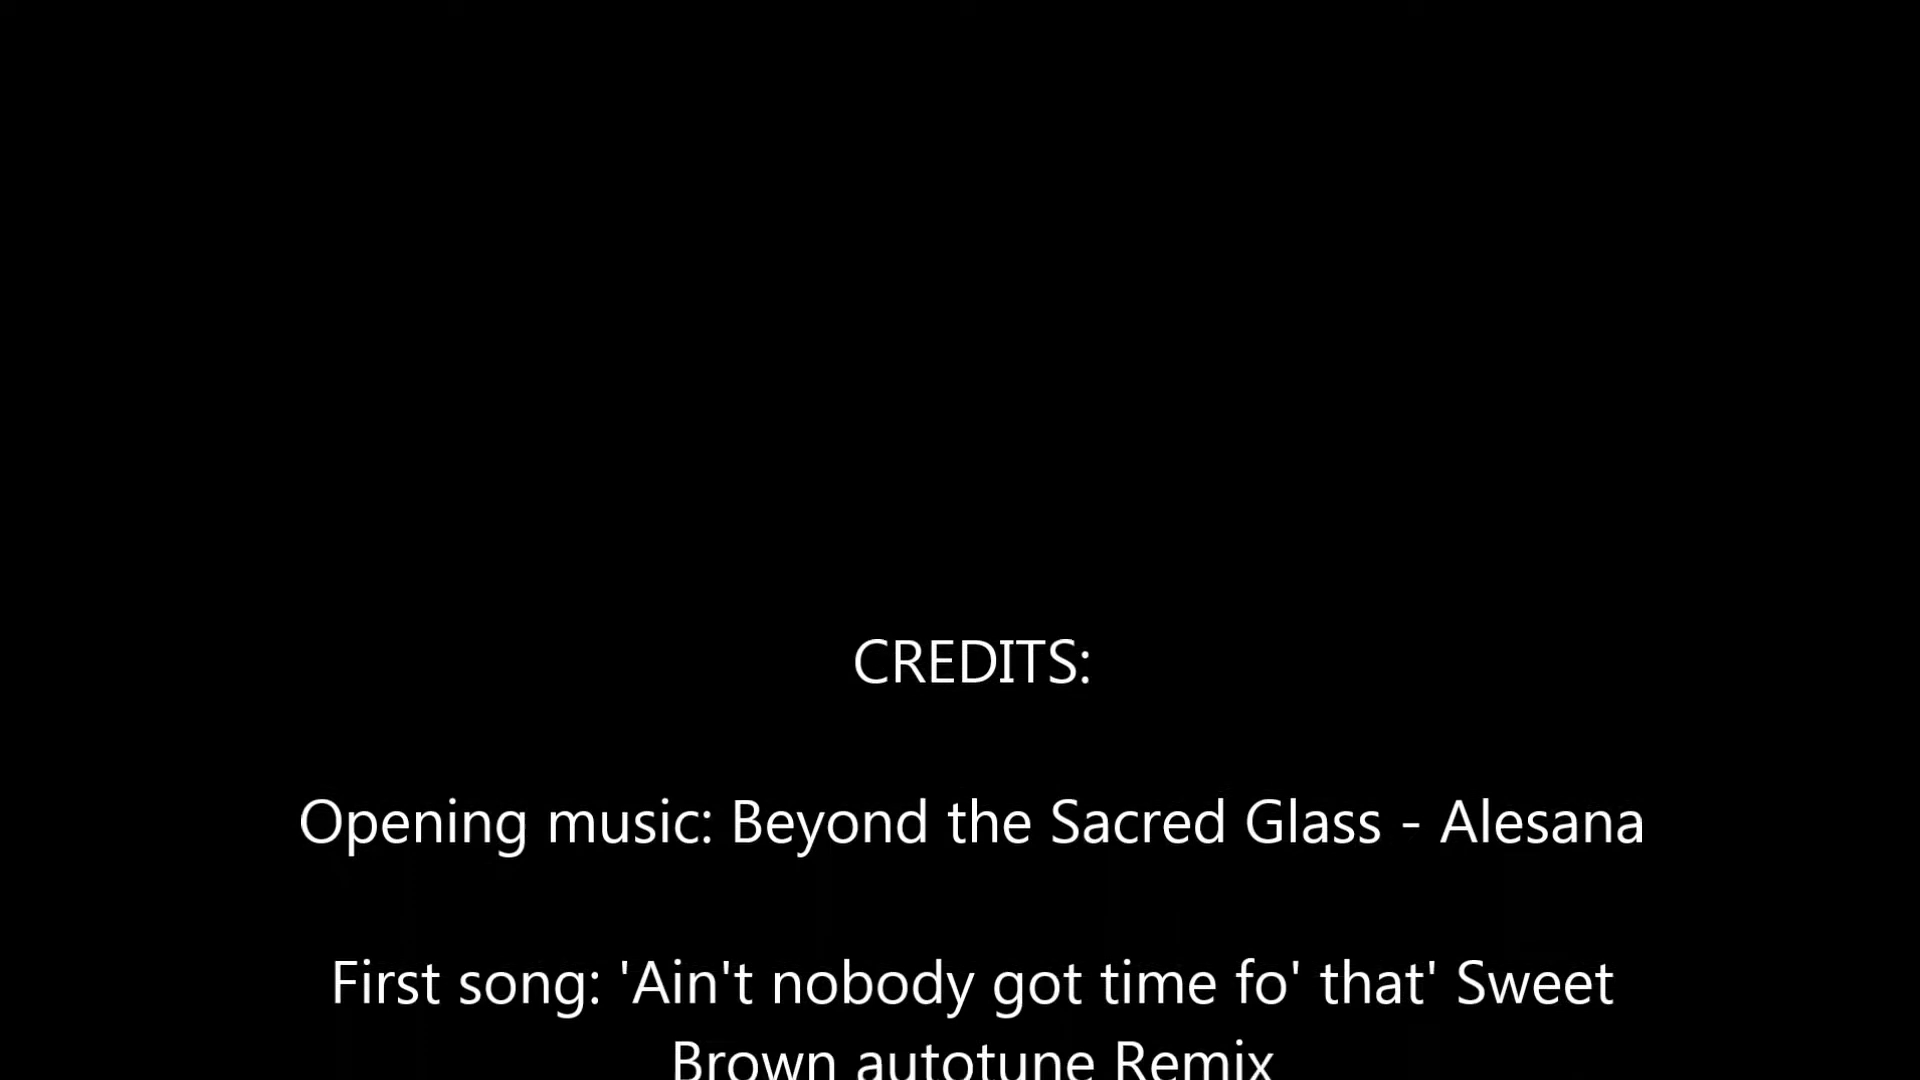 CREDITS:
Opening music: Beyond the Sacred Glass - Alesana
First song: 'Ain't nobody got time fo' that' Sweet
Brown autotune Remix